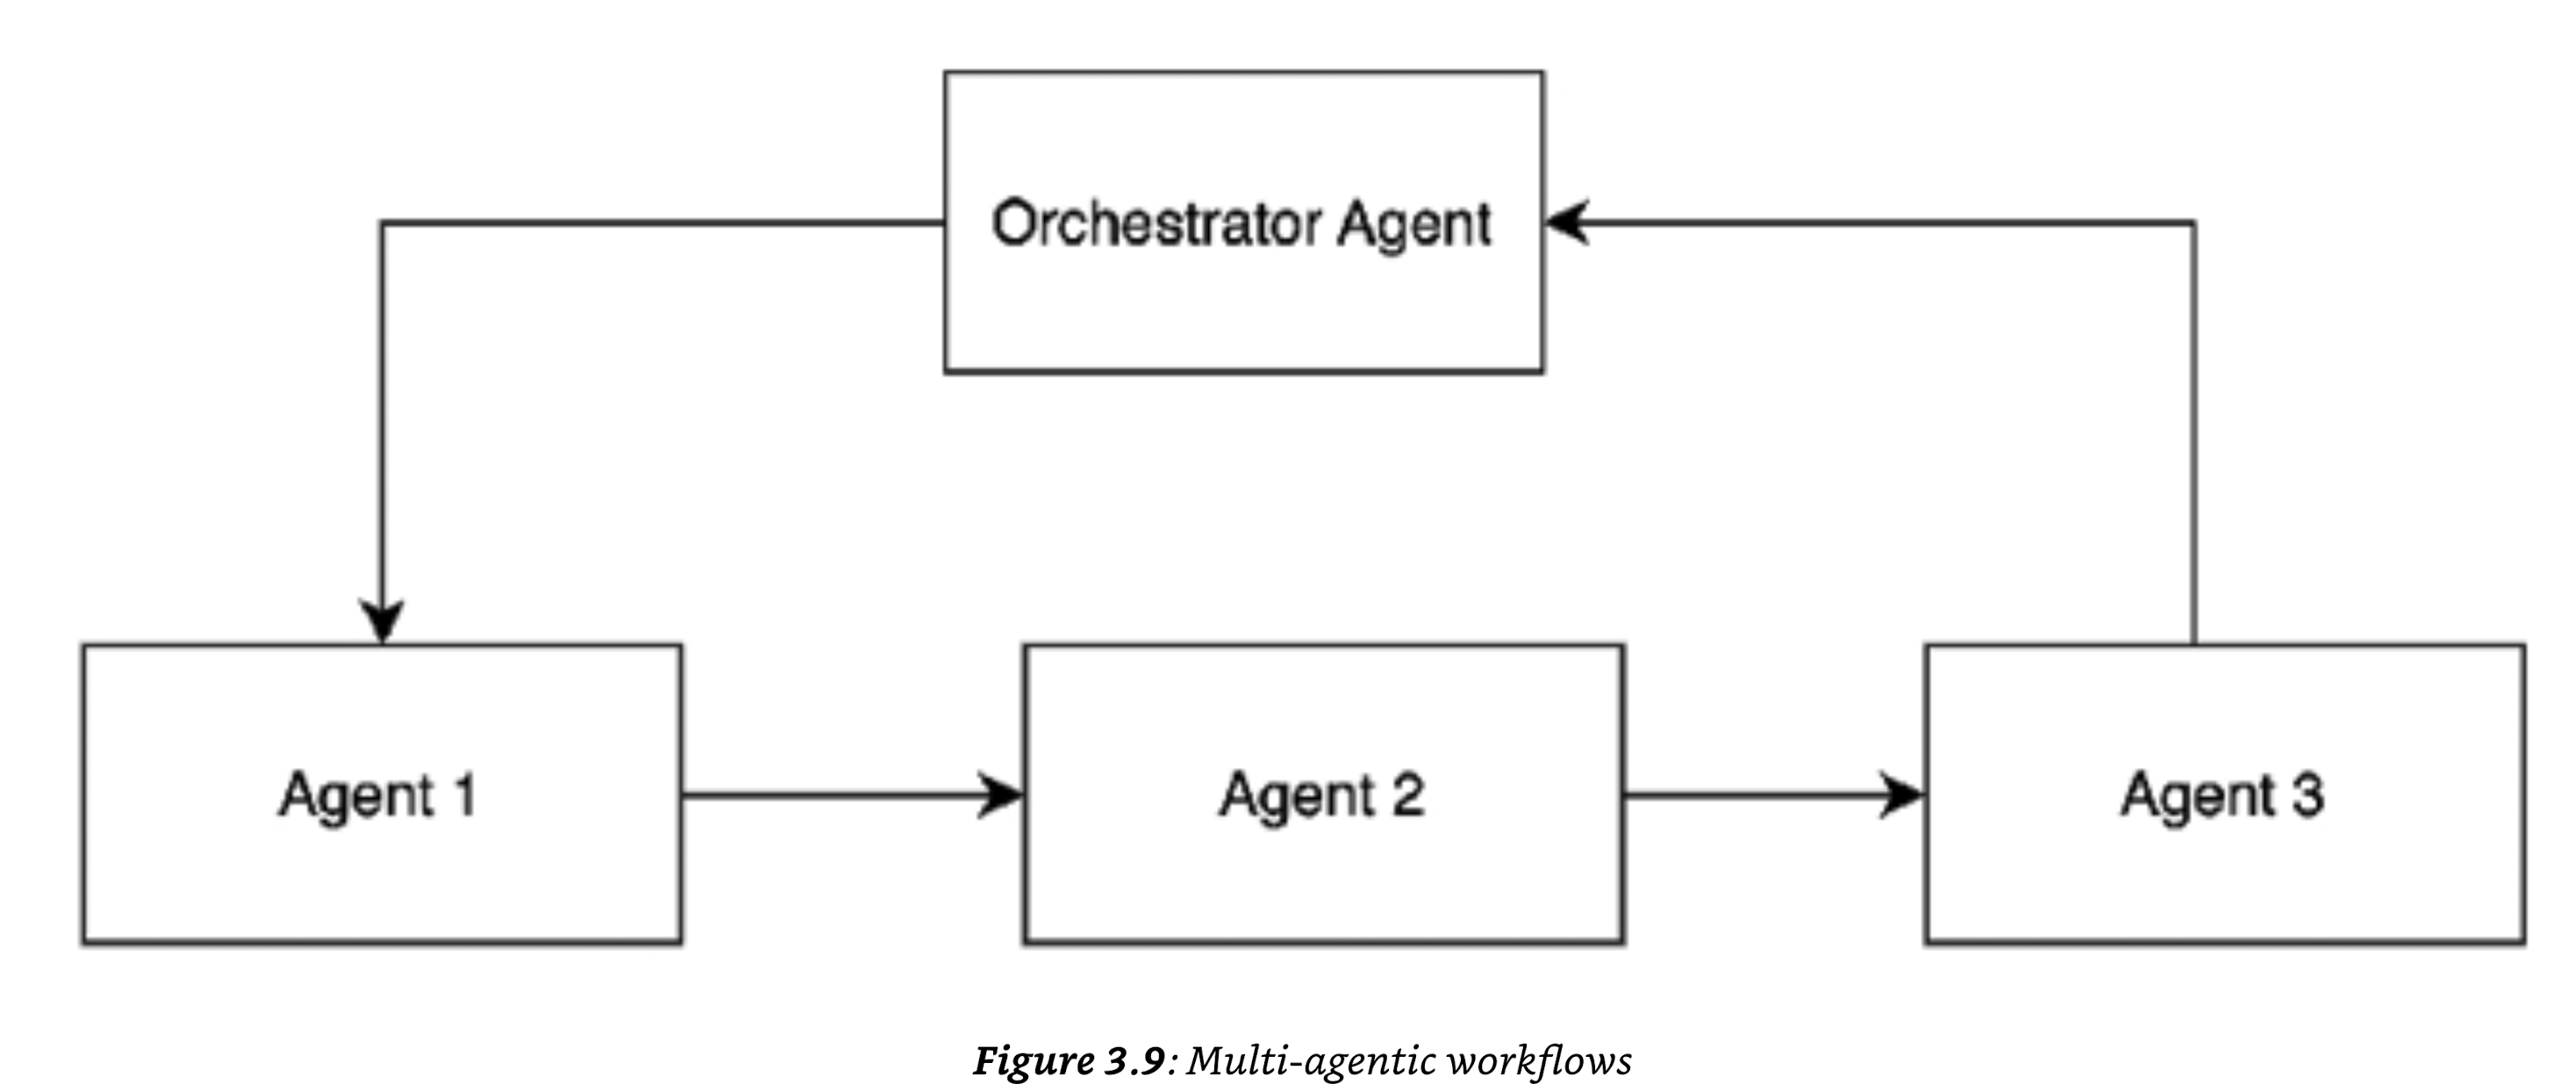 Orchestrator Agent
Agent 1
Agent 2
Agent 3
Figure 3.9: Multi-agentic workflows